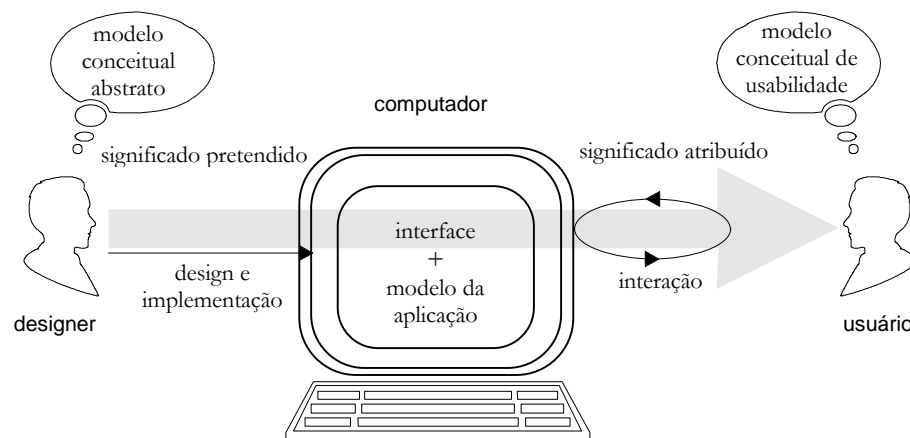 modelo
conceitual
abstrato
modelo
conceitual de
usabilidade
computador
significado pretendido
significado atribuído
interface
+
modelo da
aplicação
design e
implementação
interação
designer
usuário